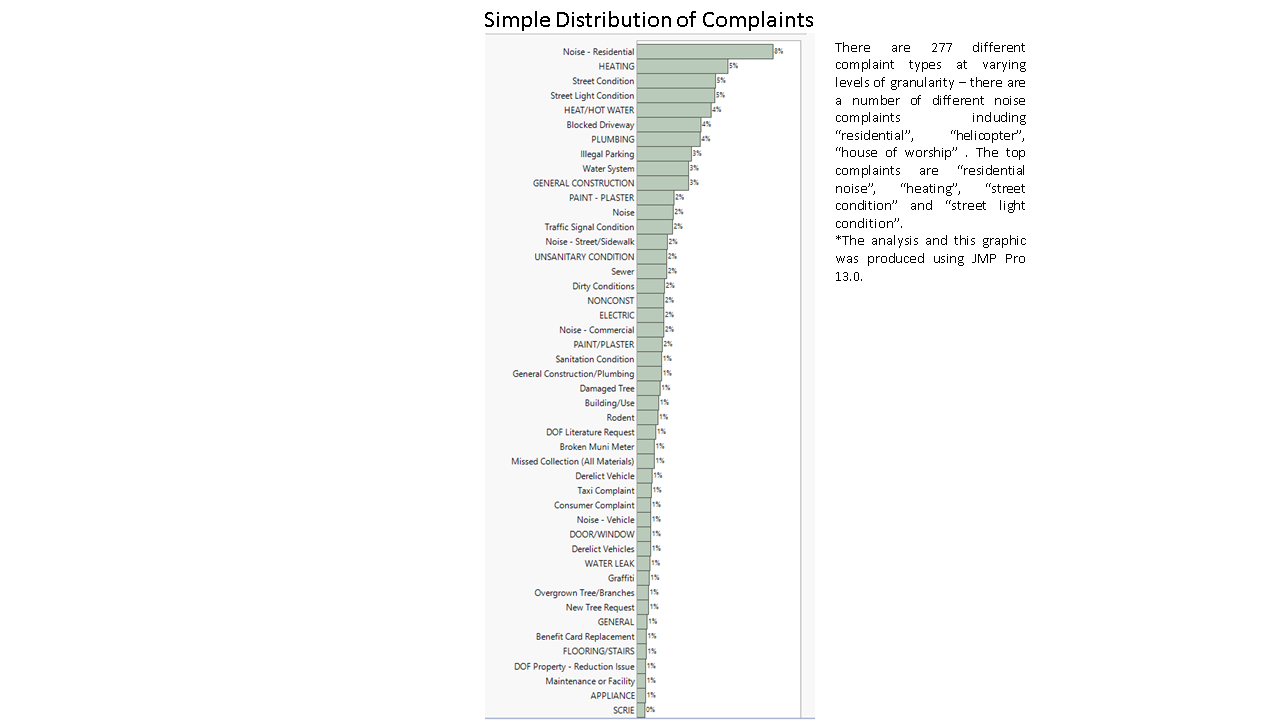 Simple Distribution of Complaints
Noise - Residential 8%
HEATING 5%
Street Condition 5%
Street Light Condition 5%
HEAT/HOT WATER 4%
Blocked Driveway 4%
PLUMBING 4%
Illegal Parking 3%
Water System 3%
GENERAL CONSTRUCTION 3%
PAINT - PLASTER 2%
Noise 2%
Traffic Signal Condition 2%
Noise - Street/Sidewalk 2%
UNSANITARY CONDITION 2%
Sewer 2%
Dirty Conditions 2%
NONCONST 2%
ELECTRIC 2%
Noise - Commercial 2%
PAINT/PLASTER 2%
Sanitation Condition 1%
General Construction/Plumbing 1%
Damaged Tree 1%
Building/Use 1%
Rodent 1%
DOF Literature Request 1%
Broken Muni Meter 1%
Missed Collection (All Materials) 1%
Derelict Vehicle 1%
Taxi Complaint 1%
Consumer Complaint 1%
Noise - Vehicle 1%
DOOR/WINDOW 1%
Derelict Vehicles 1%
WATER LEAK 1%
Graffiti 1%
Overgrown Tree/Branches 1%
New Tree Request 1%
GENERAL 1%
Benefit Card Replacement 1%
FLOORING/STAIRS 1%
DOF Property - Reduction Issue 1%
Maintenance or Facility 1%
APPLIANCE 1%
SCRIE 0%
There are 277 different
complaint types at varying
levels of granularity – there are
a number of different noise
complaints including
“residential”, “helicopter”,
“house of worship” . The top
complaints are “residential
noise”, “heating”, “street
condition” and “street light
condition”.
*The analysis and this graphic
was produced using JMP Pro
13.0.